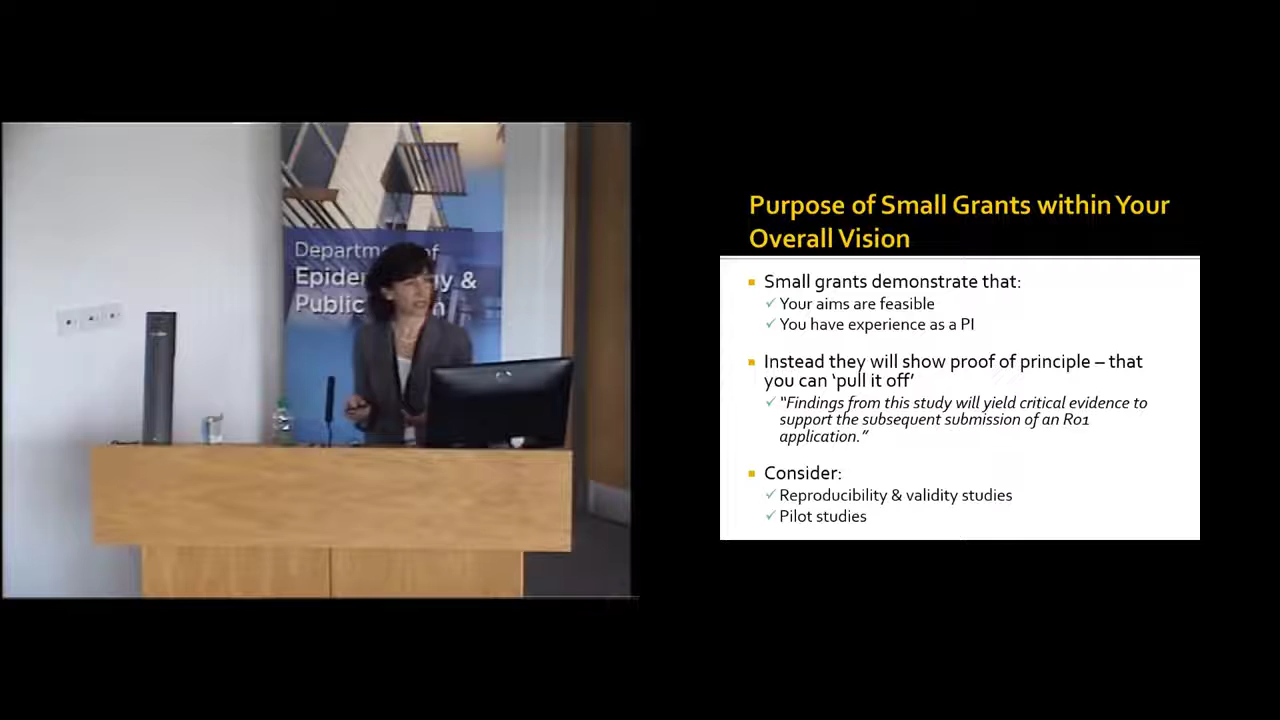 Department of
Epidemiology &
Public Health
Purpose of Small Grants within Your
Overall Vision
Small grants demonstrate that:
Your aims are feasible
You have experience as a PI
Instead they will show proof of principle – that
you can ‘pull it off’
“Findings from this study will yield critical evidence to
support the subsequent submission of an R01
application.”
Consider:
Reproducibility & validity studies
Pilot studies